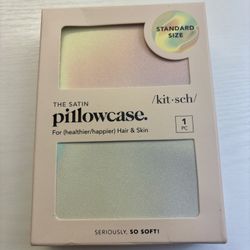 STANDARD
SIZE
THE SATIN
pillowcase.
For (healthier/happier) Hair & Skin
/kit•sch/
1
PC
SERIOUSLY, SO SOFT!